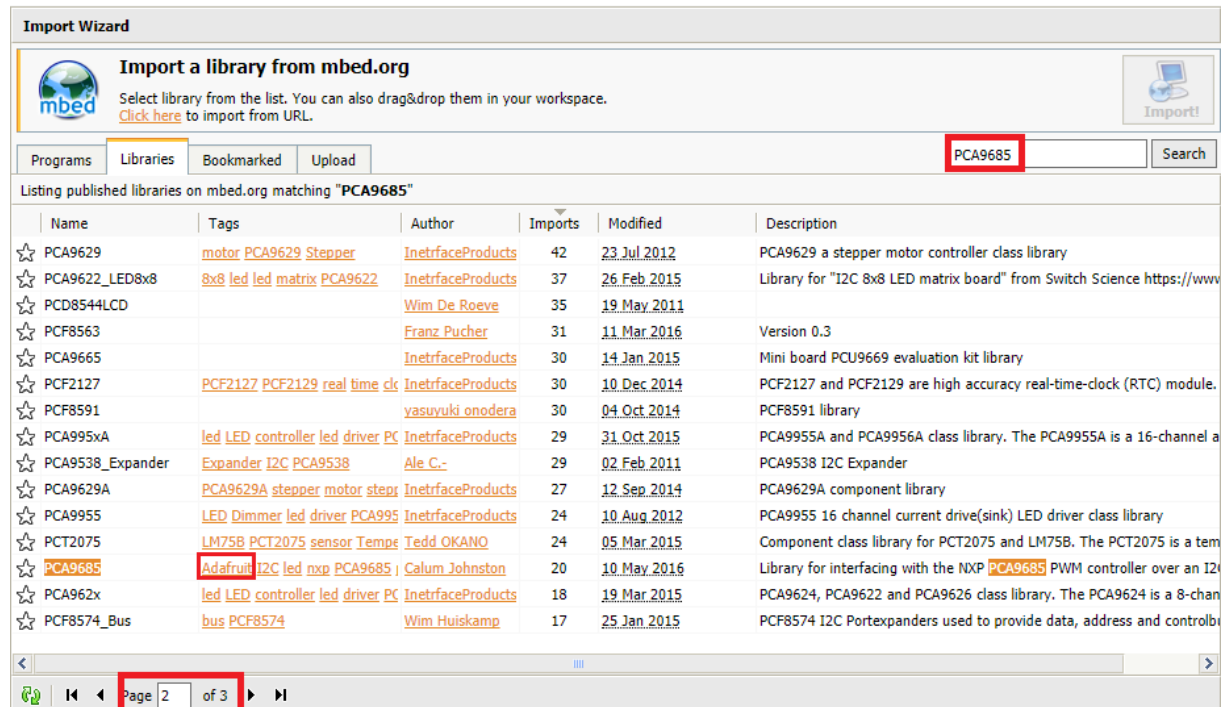 Import Wizard
mbed
Import a library from mbed.org
Select library from the list. You can also drag&drop them in your workspace.
Click here to import from URL.
Import!
Programs Libraries Bookmarked Upload PCA9685 Search
Listing published libraries on mbed.org matching "PCA9685"
Name Tags Author Imports Modified Description
PCA9629 motor PCA9629 Stepper InetrfaceProducts 42 23 Jul 2012 PCA9629 a stepper motor controller class library
PCA9622_LED8x8 8x8 led led matrix PCA9622 InetrfaceProducts 37 26 Feb 2015 Library for "I2C 8x8 LED matrix board" from Switch Science https://www
PCD8544LCD Wim De Roeve 35 19 May 2011
PCF8563 Franz Pucher 31 11 Mar 2016 Version 0.3
PCA9665 InetrfaceProducts 30 14 Jan 2015 Mini board PCU9669 evaluation kit library
PCF2127 PCF2127 PCF2129 real time clo InetrfaceProducts 30 10 Dec 2014 PCF2127 and PCF2129 are high accuracy real-time-clock (RTC) module.
PCF8591 yasuyuki onodera 30 04 Oct 2014 PCF8591 library
PCA995xA led LED controller led driver PC InetrfaceProducts 29 31 Oct 2015 PCA9955A and PCA9956A class library. The PCA9955A is a 16-channel a
PCA9538_Expander Expander I2C PCA9538 Ale C.- 29 02 Feb 2011 PCA9538 I2C Expander
PCA9629A PCA9629A stepper motor stepp InetrfaceProducts 27 12 Sep 2014 PCA9629A component library
PCA9955 LED Dimmer led driver PCA995 InetrfaceProducts 24 10 Aug 2012 PCA9955 16 channel current drive(sink) LED driver class library
PCT2075 LM75B PCT2075 sensor Tempe Tedd OKANO 24 05 Mar 2015 Component class library for PCT2075 and LM75B. The PCT2075 is a tem
PCA9685 Adafruit I2C led nxp PCA9685 Calum Johnston 20 10 May 2016 Library for interfacing with the NXP PCA9685 PWM controller over an I2
PCA962x led LED controller led driver PC InetrfaceProducts 18 19 Mar 2015 PCA9624, PCA9622 and PCA9626 class library. The PCA9624 is a 8-chan
PCF8574_Bus bus PCF8574 Wim Huiskamp 17 25 Jan 2015 PCF8574 I2C Portexpanders used to provide data, address and controlbu
Page 2 of 3